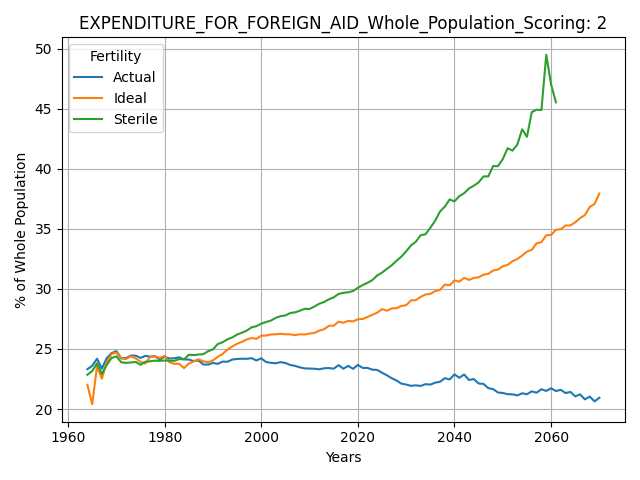 EXPENDITURE_FOR_FOREIGN_AID_Whole_Population_Scoring: 2
Fertility
Actual
Ideal
Sterile
% of Whole Population
50
45
40
35
30
25
20
1960
1980
2000
2020
2040
2060
Years